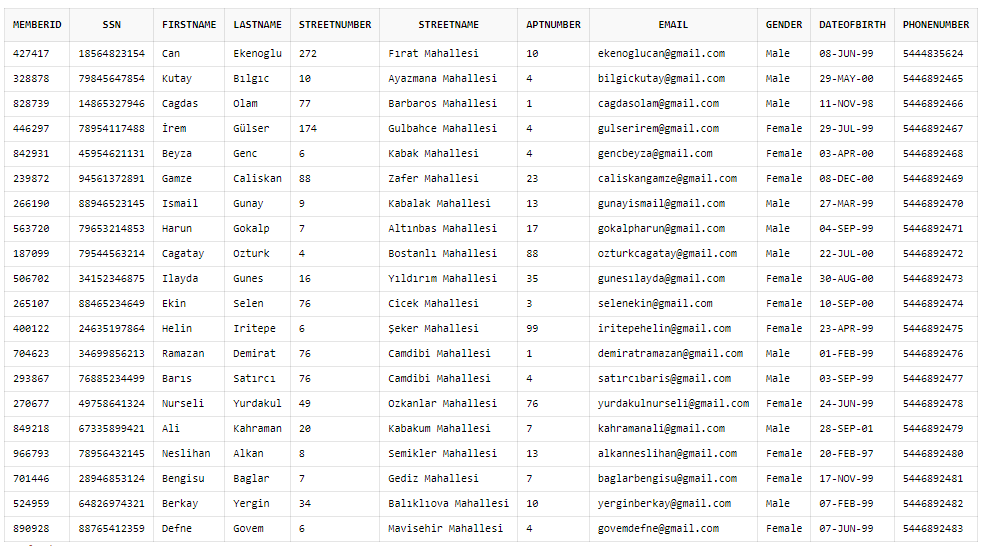 MEMBERID SSN FIRSTNAME LASTNAME STREETNUMBER STREETNAME APTNUMBER EMAIL GENDER DATEOFBIRTH PHONENUMBER
427417 18564823154 Can Ekenoglu 272 Fırat Mahallesi 10 ekenoglucan@gmail.com Male 08-JUN-99 5444835624
328878 79845647854 Kutay Bılgıc 10 Ayazmana Mahallesi 4 bilgickutay@gmail.com Male 29-MAY-00 5446892465
828739 14865327946 Cagdas Olam 77 Barbaros Mahallesi 1 cagdasolam@gmail.com Male 11-NOV-98 5446892466
446297 78954117488 İrem Gülser 174 Gulbahce Mahallesi 4 gulserirem@gmail.com Female 29-JUL-99 5446892467
842931 45954621131 Beyza Genc 6 Kabak Mahallesi 4 gencbeyza@gmail.com Female 03-APR-00 5446892468
239872 94561372891 Gamze Caliskan 88 Zafer Mahallesi 23 caliskangamze@gmail.com Female 08-DEC-00 5446892469
266190 88946523145 Ismail Gunay 9 Kabalak Mahallesi 13 gunayismail@gmail.com Male 27-MAR-99 5446892470
563720 79653214853 Harun Gokalp 7 Altınbas Mahallesi 17 gokalpharun@gmail.com Male 04-SEP-99 5446892471
187099 79544563214 Cagatay Ozturk 4 Bostanlı Mahallesi 88 ozturkcagatay@gmail.com Male 22-JUL-00 5446892472
506702 34152346875 Ilayda Gunes 16 Yıldırım Mahallesi 35 gunesılayda@gmail.com Female 30-AUG-00 5446892473
265107 88465234649 Ekin Selen 76 Cicek Mahallesi 3 selenekin@gmail.com Female 10-SEP-00 5446892474
400122 24635197864 Helin Iritepe 6 Şeker Mahallesi 99 iritepehelin@gmail.com Female 23-APR-99 5446892475
704623 34699856213 Ramazan Demirat 76 Camdibi Mahallesi 1 demiratramazan@gmail.com Male 01-FEB-99 5446892476
293867 76885234499 Barıs Satırcı 76 Camdibi Mahallesi 4 satırcıbaris@gmail.com Male 03-SEP-99 5446892477
270677 49758641324 Nurseli Yurdakul 49 Ozkanlar Mahallesi 76 yurdakulnurseli@gmail.com Female 24-JUN-99 5446892478
849218 67335899421 Ali Kahraman 20 Kabakum Mahallesi 7 kahramanali@gmail.com Male 28-SEP-01 5446892479
966793 78956432145 Neslihan Alkan 8 Semikler Mahallesi 13 alkanneslihan@gmail.com Female 20-FEB-97 5446892480
701446 28946853124 Bengisu Baglar 7 Gediz Mahallesi 7 baglarbengisu@gmail.com Female 17-NOV-99 5446892481
524959 64826974321 Berkay Yergin 34 Balıklıova Mahallesi 10 yerginberkay@gmail.com Male 07-FEB-99 5446892482
890928 88765412359 Defne Govem 6 Mavisehir Mahallesi 4 govemdefne@gmail.com Female 07-JUN-99 5446892483